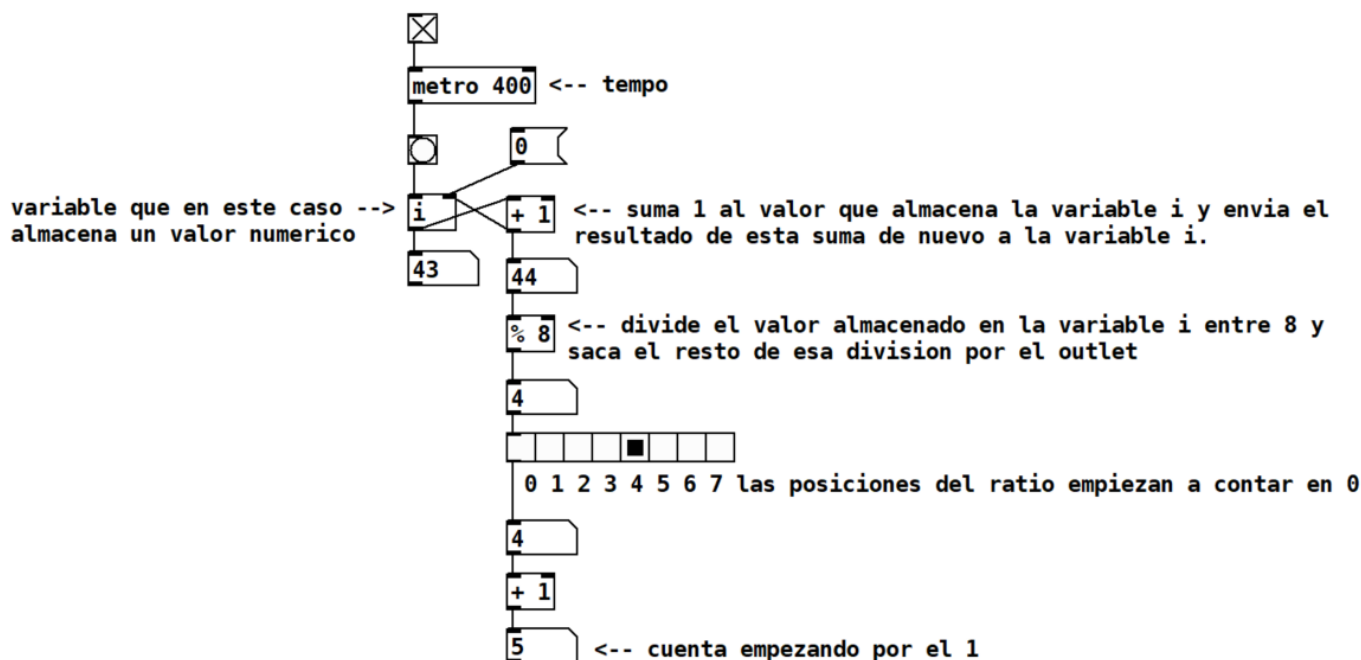 metro 400 <-- tempo
0
variable que en este caso --> i + 1 <-- suma 1 al valor que almacena la variable i y envia el
almacena un valor numerico resultado de esta suma de nuevo a la variable i.
43 44
% 8 <-- divide el valor almacenado en la variable i entre 8 y
saca el resto de esa division por el outlet
4
0 1 2 3 4 5 6 7 las posiciones del ratio empiezan a contar en 0
4
+ 1
5 <-- cuenta empezando por el 1